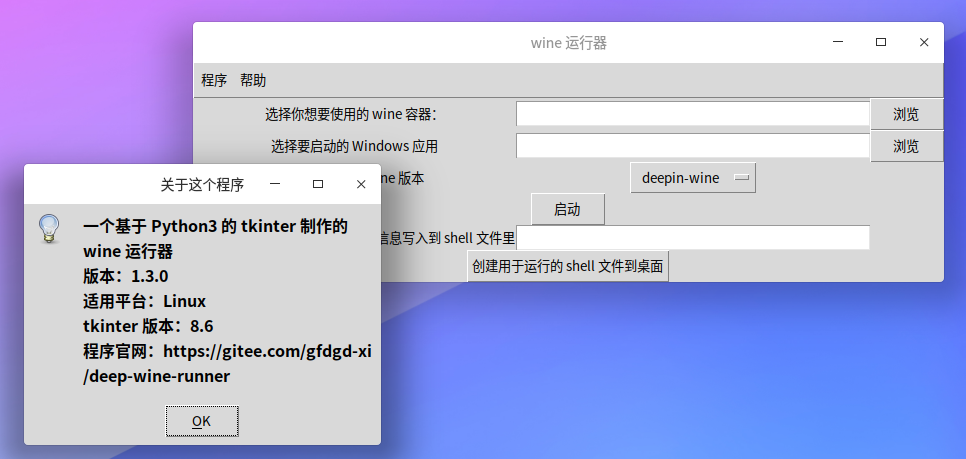 wine 运行器
程序 帮助
选择你想要使用的 wine 容器：
浏览
选择要启动的 Windows 应用
浏览
版本
deepin-wine
启动
信息写入到 shell 文件里
创建用于运行的 shell 文件到桌面
关于这个程序
一个基于 Python3 的 tkinter 制作的
wine 运行器
版本：1.3.0
适用平台：Linux
tkinter 版本：8.6
程序官网：https://gitee.com/gfdgd-xi
/deep-wine-runner
OK